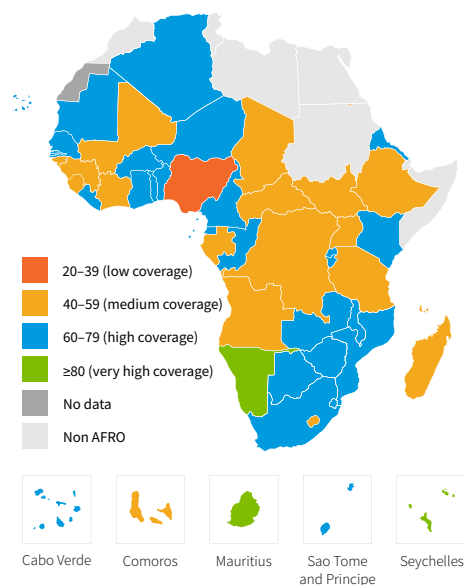 20–39 (low coverage)
40–59 (medium coverage)
60–79 (high coverage)
≥80 (very high coverage)
No data
Non AFRO
Cabo Verde
Comoros
Mauritius
Sao Tome
and Principe
Seychelles